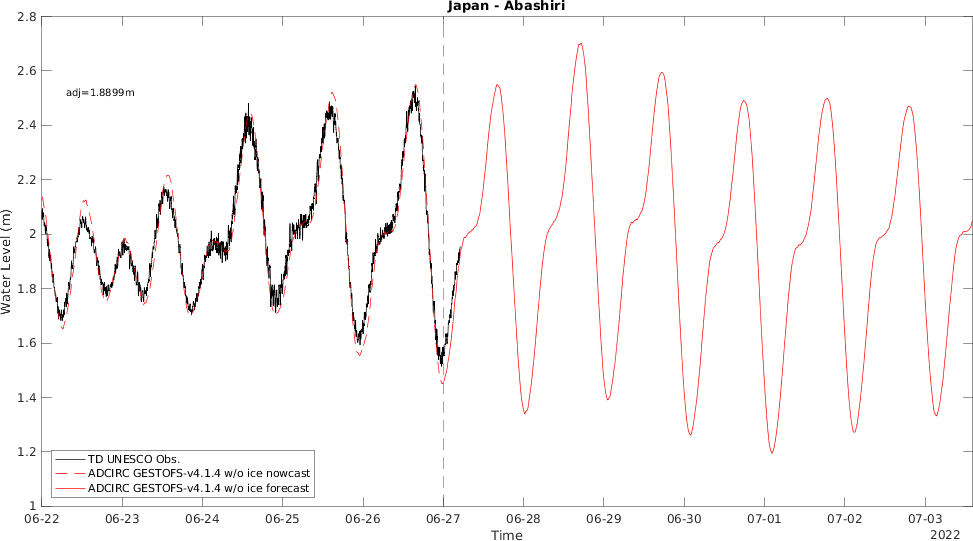 Japan - Abashiri
2.8
2.6
adj=1.8899m
2.4
2.2
2
Water Level (m)
1.8
1.6
1.4
1.2
TD UNESCO Obs.
ADCIRC GESTOFS-v4.1.4 w/o ice nowcast
ADCIRC GESTOFS-v4.1.4 w/o ice forecast
1
06-22 06-23 06-24 06-25 06-26 06-27 06-28 06-29 06-30 07-01 07-02 07-03
Time
2022